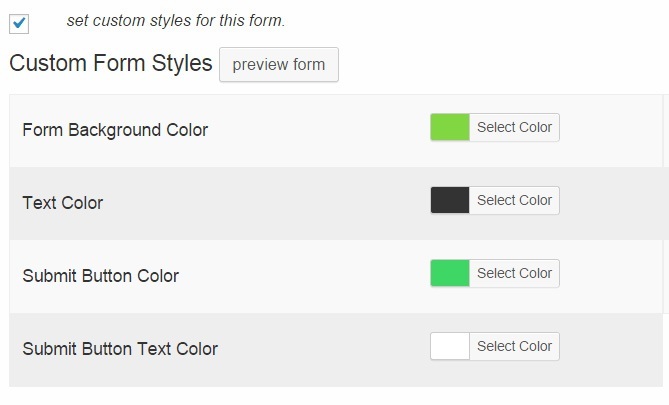 set custom styles for this form.
Custom Form Styles preview form
Form Background Color Select Color
Text Color Select Color
Submit Button Color Select Color
Submit Button Text Color Select Color